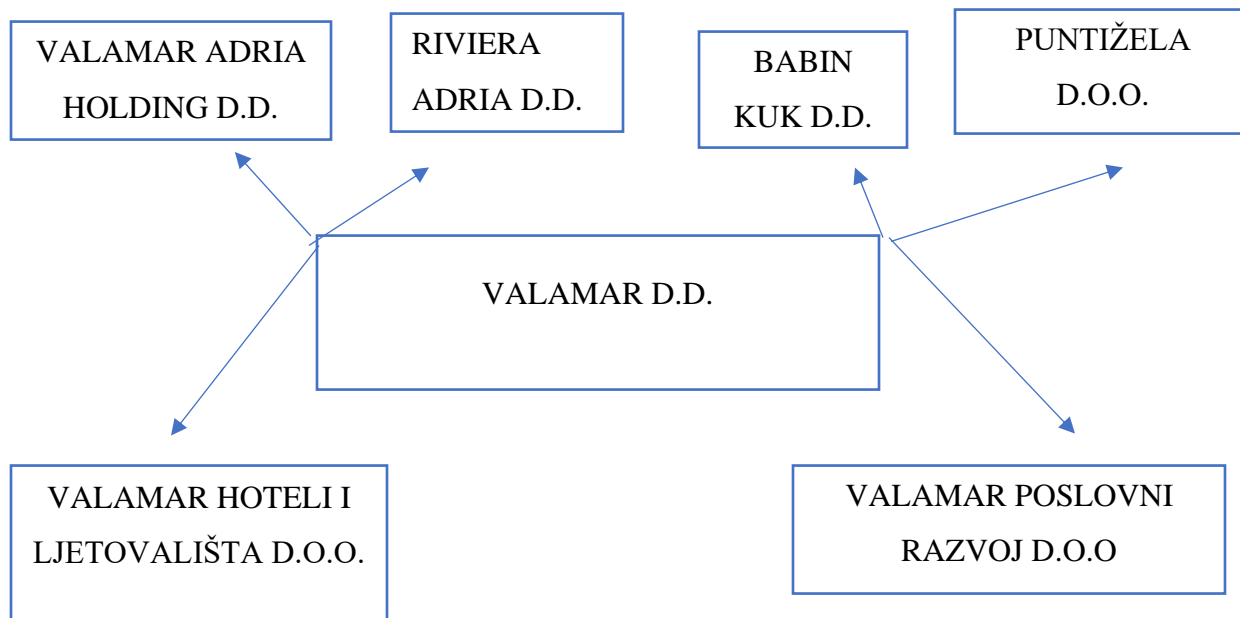 VALAMAR ADRIA
HOLDING D.D.
RIVIERA
ADRIA D.D.
BABIN
KUK D.D.
PUNTIŽELA
D.O.O.
VALAMAR D.D.
VALAMAR HOTELI I
LJETOVALIŠTA D.O.O.
VALAMAR POSLOVNI
RAZVOJ D.O.O